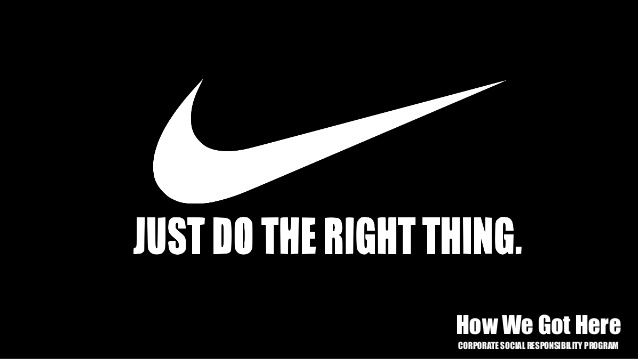 JUST DO THE RIGHT THING.
How We Got Here
CORPORATE SOCIAL RESPONSIBILITY PROGRAM